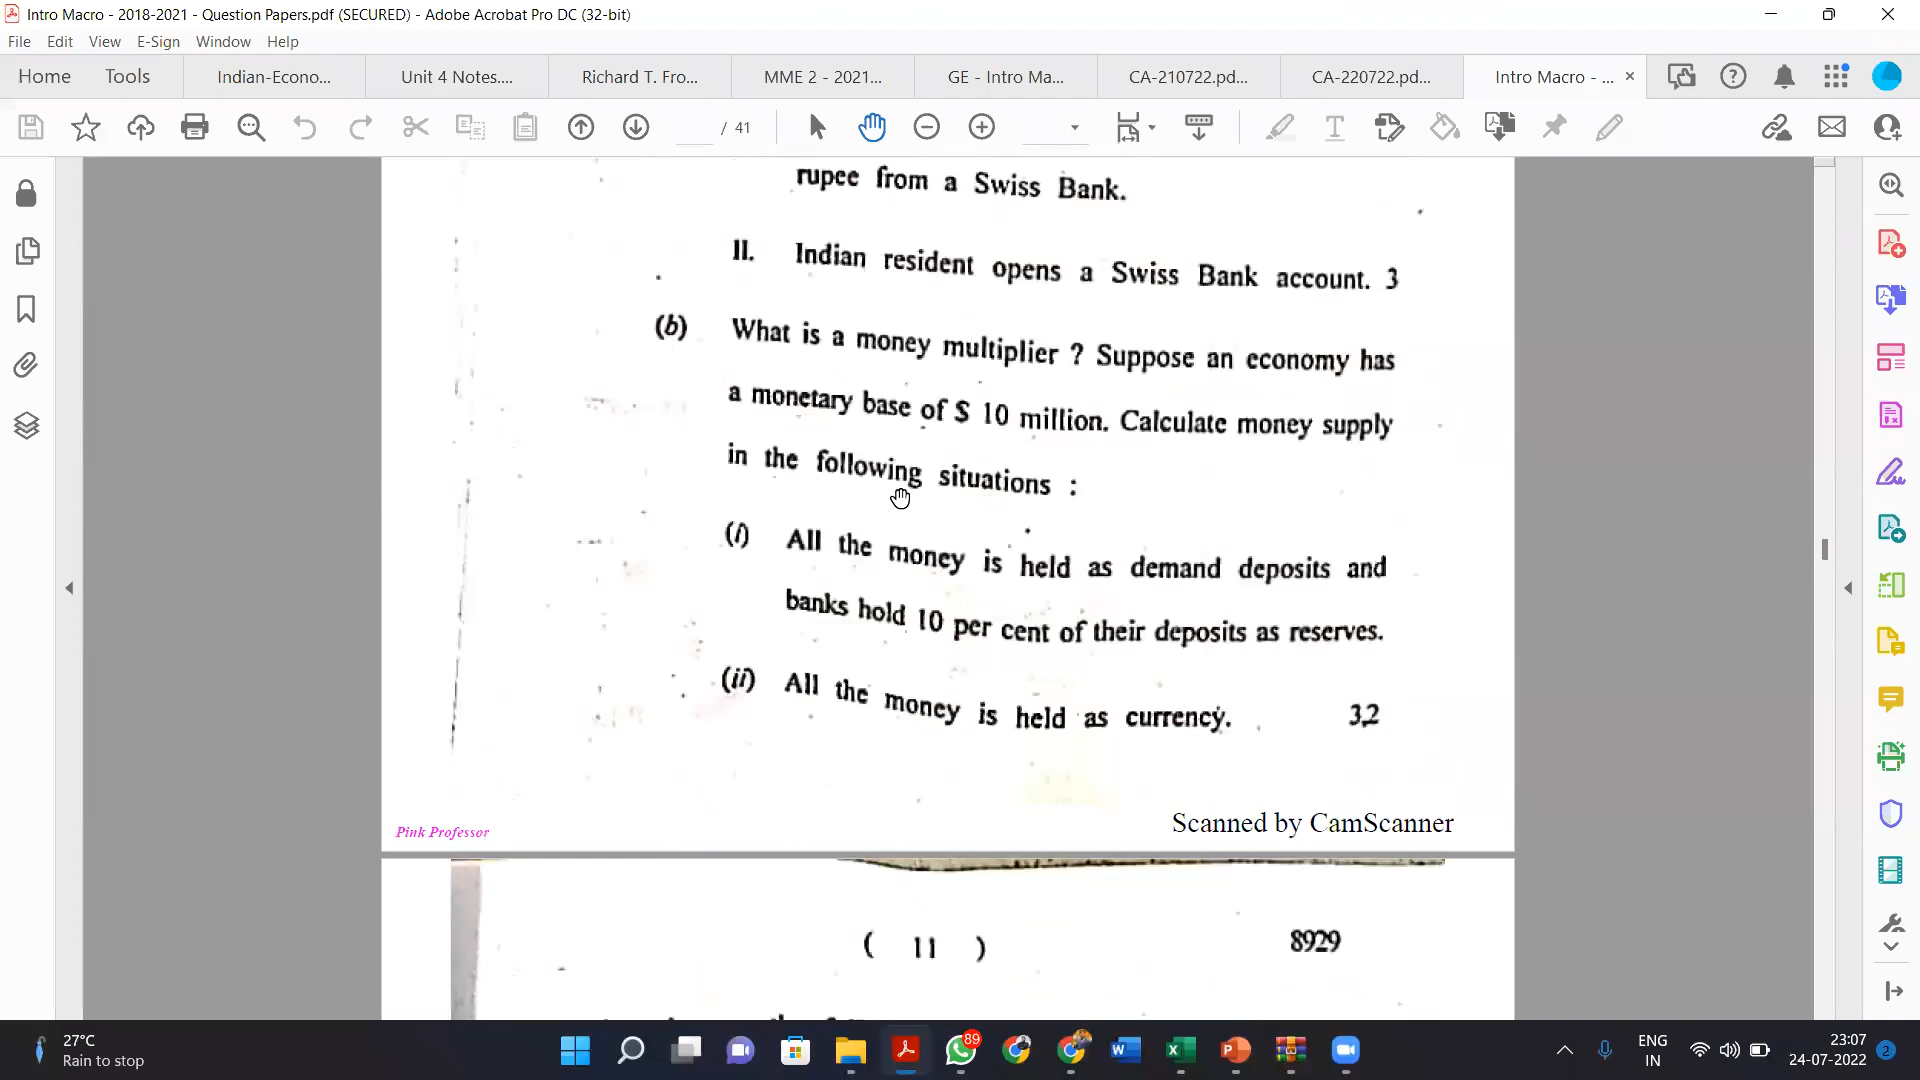 Intro Macro - 2018-2021 - Question Papers.pdf (SECURED) - Adobe Acrobat Pro DC (32-bit)
File Edit View E-Sign Window Help
Home Tools Indian-Econo... Unit 4 Notes.... Richard T. Fro... MME 2 - 2021... GE - Intro Ma... CA-210722.pd... CA-220722.pd... Intro Macro - ... ×
/ 41
rupee from a Swiss Bank.
II. Indian resident opens a Swiss Bank account. 3
(b) What is a money multiplier ? Suppose an economy has
a monetary base of $ 10 million. Calculate money supply
in the following situations :
(i) All the money is held as demand deposits and
banks hold 10 per cent of their deposits as reserves.
(ii) All the money is held as currency. 3,2
Pink Professor
Scanned by CamScanner
( 11 ) 8929
27°C
Rain to stop
89
ENG
IN
23:07
24-07-2022
2